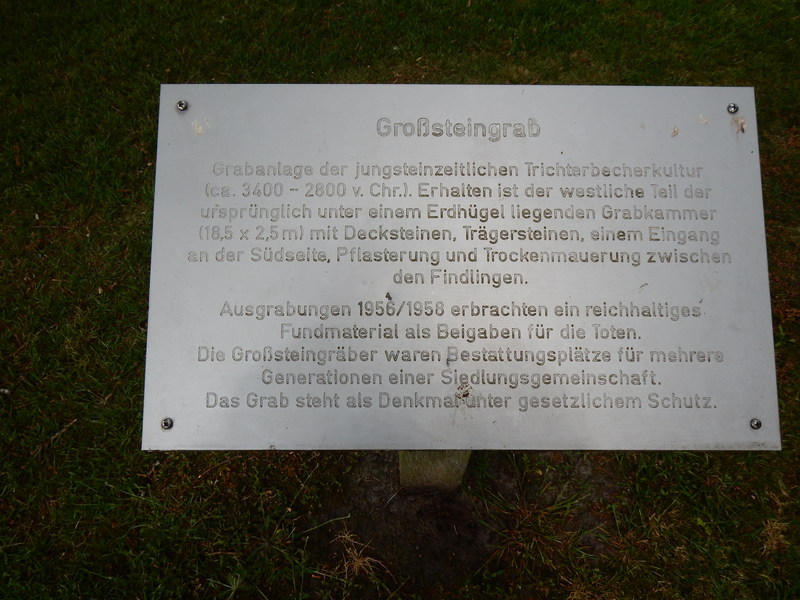 Großsteingrab
Grabanlage der jungsteinzeitlichen Trichterbecherkultur
(ca. 3400 - 2800 v. Chr.). Erhalten ist der westliche Teil der
ursprünglich unter einem Erdhügel liegenden Grabkammer
(18,5 x 2,5 m) mit Decksteinen, Trägersteinen, einem Eingang
an der Südseite, Pflasterung und Trockenmauerung zwischen
den Findlingen.
Ausgrabungen 1956/1958 erbrachten ein reichhaltiges
Fundmaterial als Beigaben für die Toten.
Die Großsteingräber waren Bestattungsplätze für mehrere
Generationen einer Siedlungsgemeinschaft.
Das Grab steht als Denkmal unter gesetzlichem Schutz.